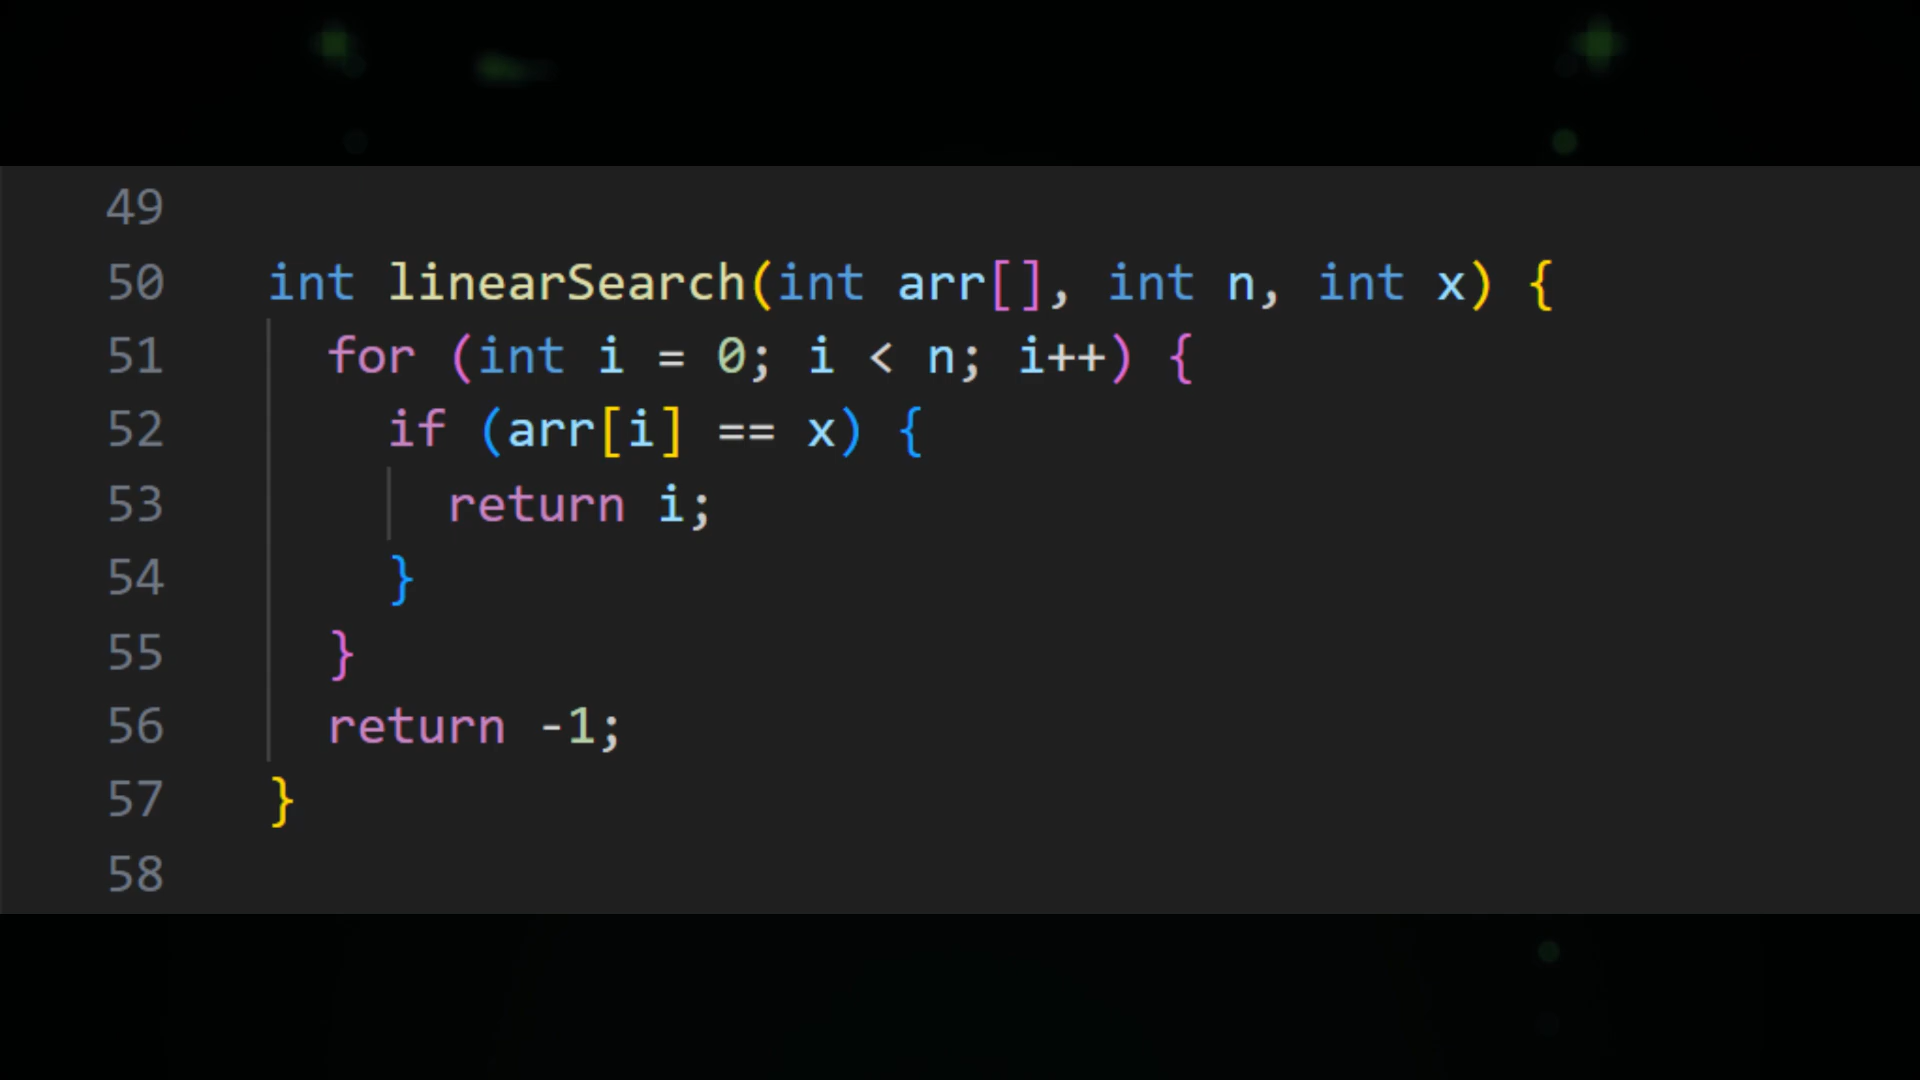 49
50 int linearSearch(int arr[], int n, int x) {
51 for (int i = 0; i < n; i++) {
52 if (arr[i] == x) {
53 return i;
54 }
55 }
56 return -1;
57 }
58